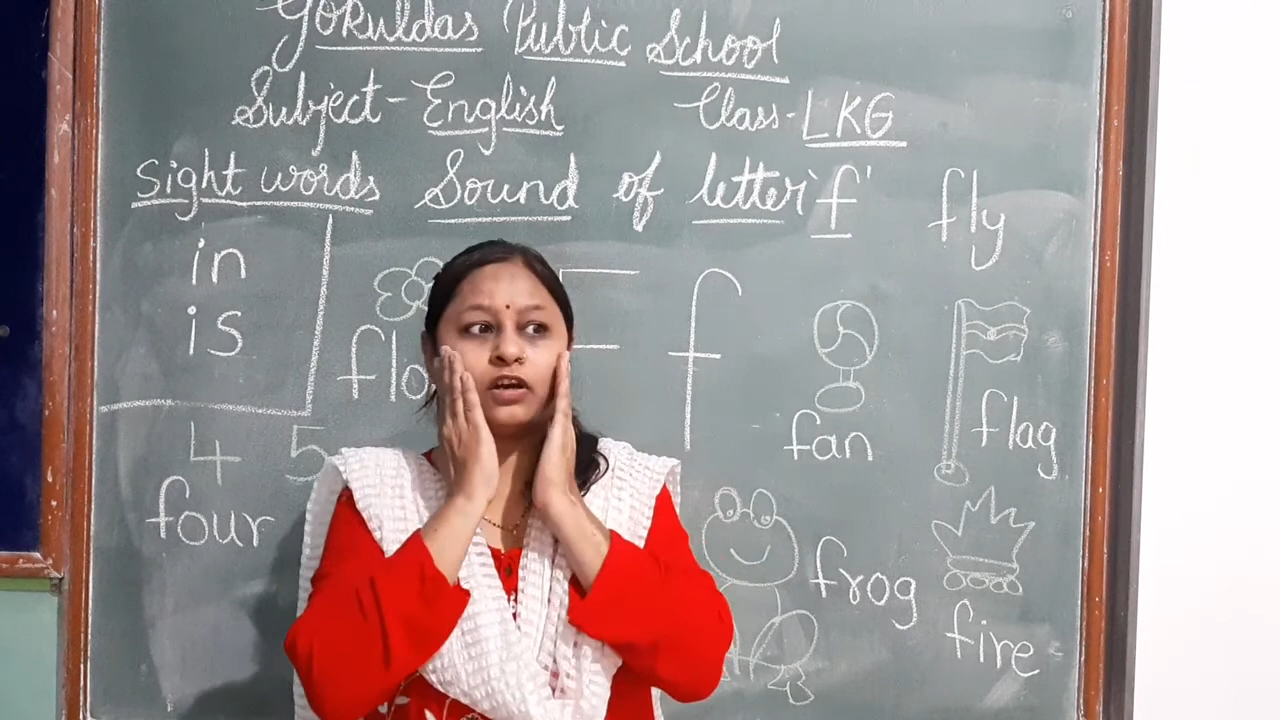 Gokuldas Public School
Subject-English Class-LKG
Sight words Sound of letter 'f' fly
in
is
flo
F f
fan
flag
4 5
four
frog
fire